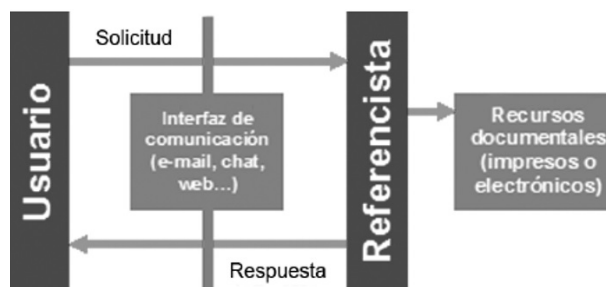 Solicitud
Usuario
Interfaz de
comunicación
(e-mail, chat,
web...)
Referencista
Recursos
documentales
(impresos o
electrónicos)
Respuesta